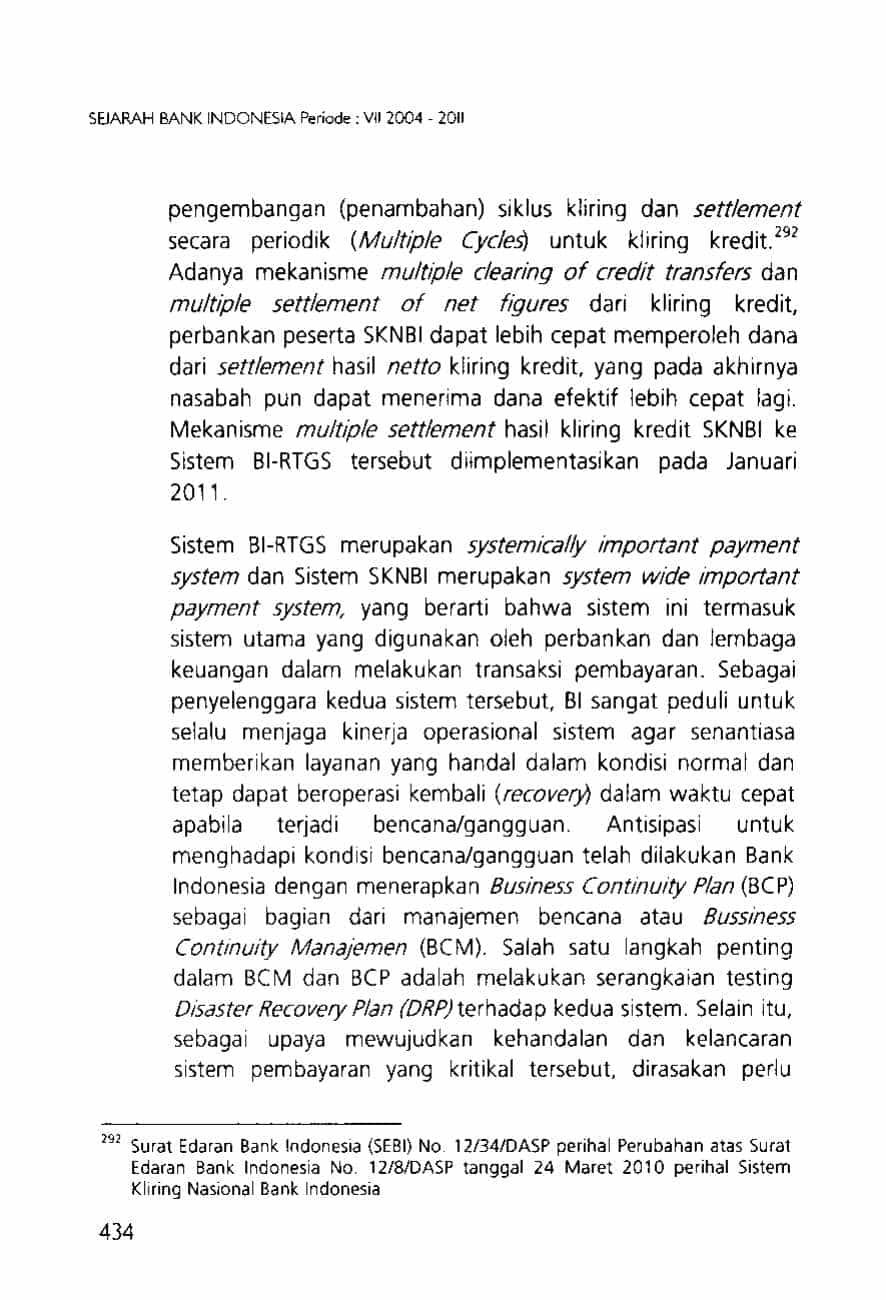 SEJARAH BANK INDONESIA Periode : VII 2004 - 2011
pengembangan (penambahan) siklus kliring dan settlement
secara periodik (Multiple Cycles) untuk kliring kredit.292
Adanya mekanisme multiple clearing of credit transfers dan
multiple settlement of net figures dari kliring kredit,
perbankan peserta SKNBI dapat lebih cepat memperoleh dana
dari settlement hasil netto kliring kredit, yang pada akhirnya
nasabah pun dapat menerima dana efektif lebih cepat lagi.
Mekanisme multiple settlement hasil kliring kredit SKNBI ke
Sistem BI-RTGS tersebut diimplementasikan pada Januari
2011.
Sistem BI-RTGS merupakan systemically important payment
system dan Sistem SKNBI merupakan system wide important
payment system, yang berarti bahwa sistem ini termasuk
sistem utama yang digunakan oleh perbankan dan lembaga
keuangan dalam melakukan transaksi pembayaran. Sebagai
penyelenggara kedua sistem tersebut, BI sangat peduli untuk
selalu menjaga kinerja operasional sistem agar senantiasa
memberikan layanan yang handal dalam kondisi normal dan
tetap dapat beroperasi kembali (recovery) dalam waktu cepat
apabila terjadi bencana/gangguan. Antisipasi untuk
menghadapi kondisi bencana/gangguan telah dilakukan Bank
Indonesia dengan menerapkan Business Continuity Plan (BCP)
sebagai bagian dari manajemen bencana atau Bussiness
Continuity Manajemen (BCM). Salah satu langkah penting
dalam BCM dan BCP adalah melakukan serangkaian testing
Disaster Recovery Plan (DRP) terhadap kedua sistem. Selain itu,
sebagai upaya mewujudkan kehandalan dan kelancaran
sistem pembayaran yang kritikal tersebut, dirasakan perlu
292 Surat Edaran Bank Indonesia (SEBI) No. 12/34/DASP perihal Perubahan atas Surat
Edaran Bank Indonesia No. 12/8/DASP tanggal 24 Maret 2010 perihal Sistem
Kliring Nasional Bank Indonesia
434